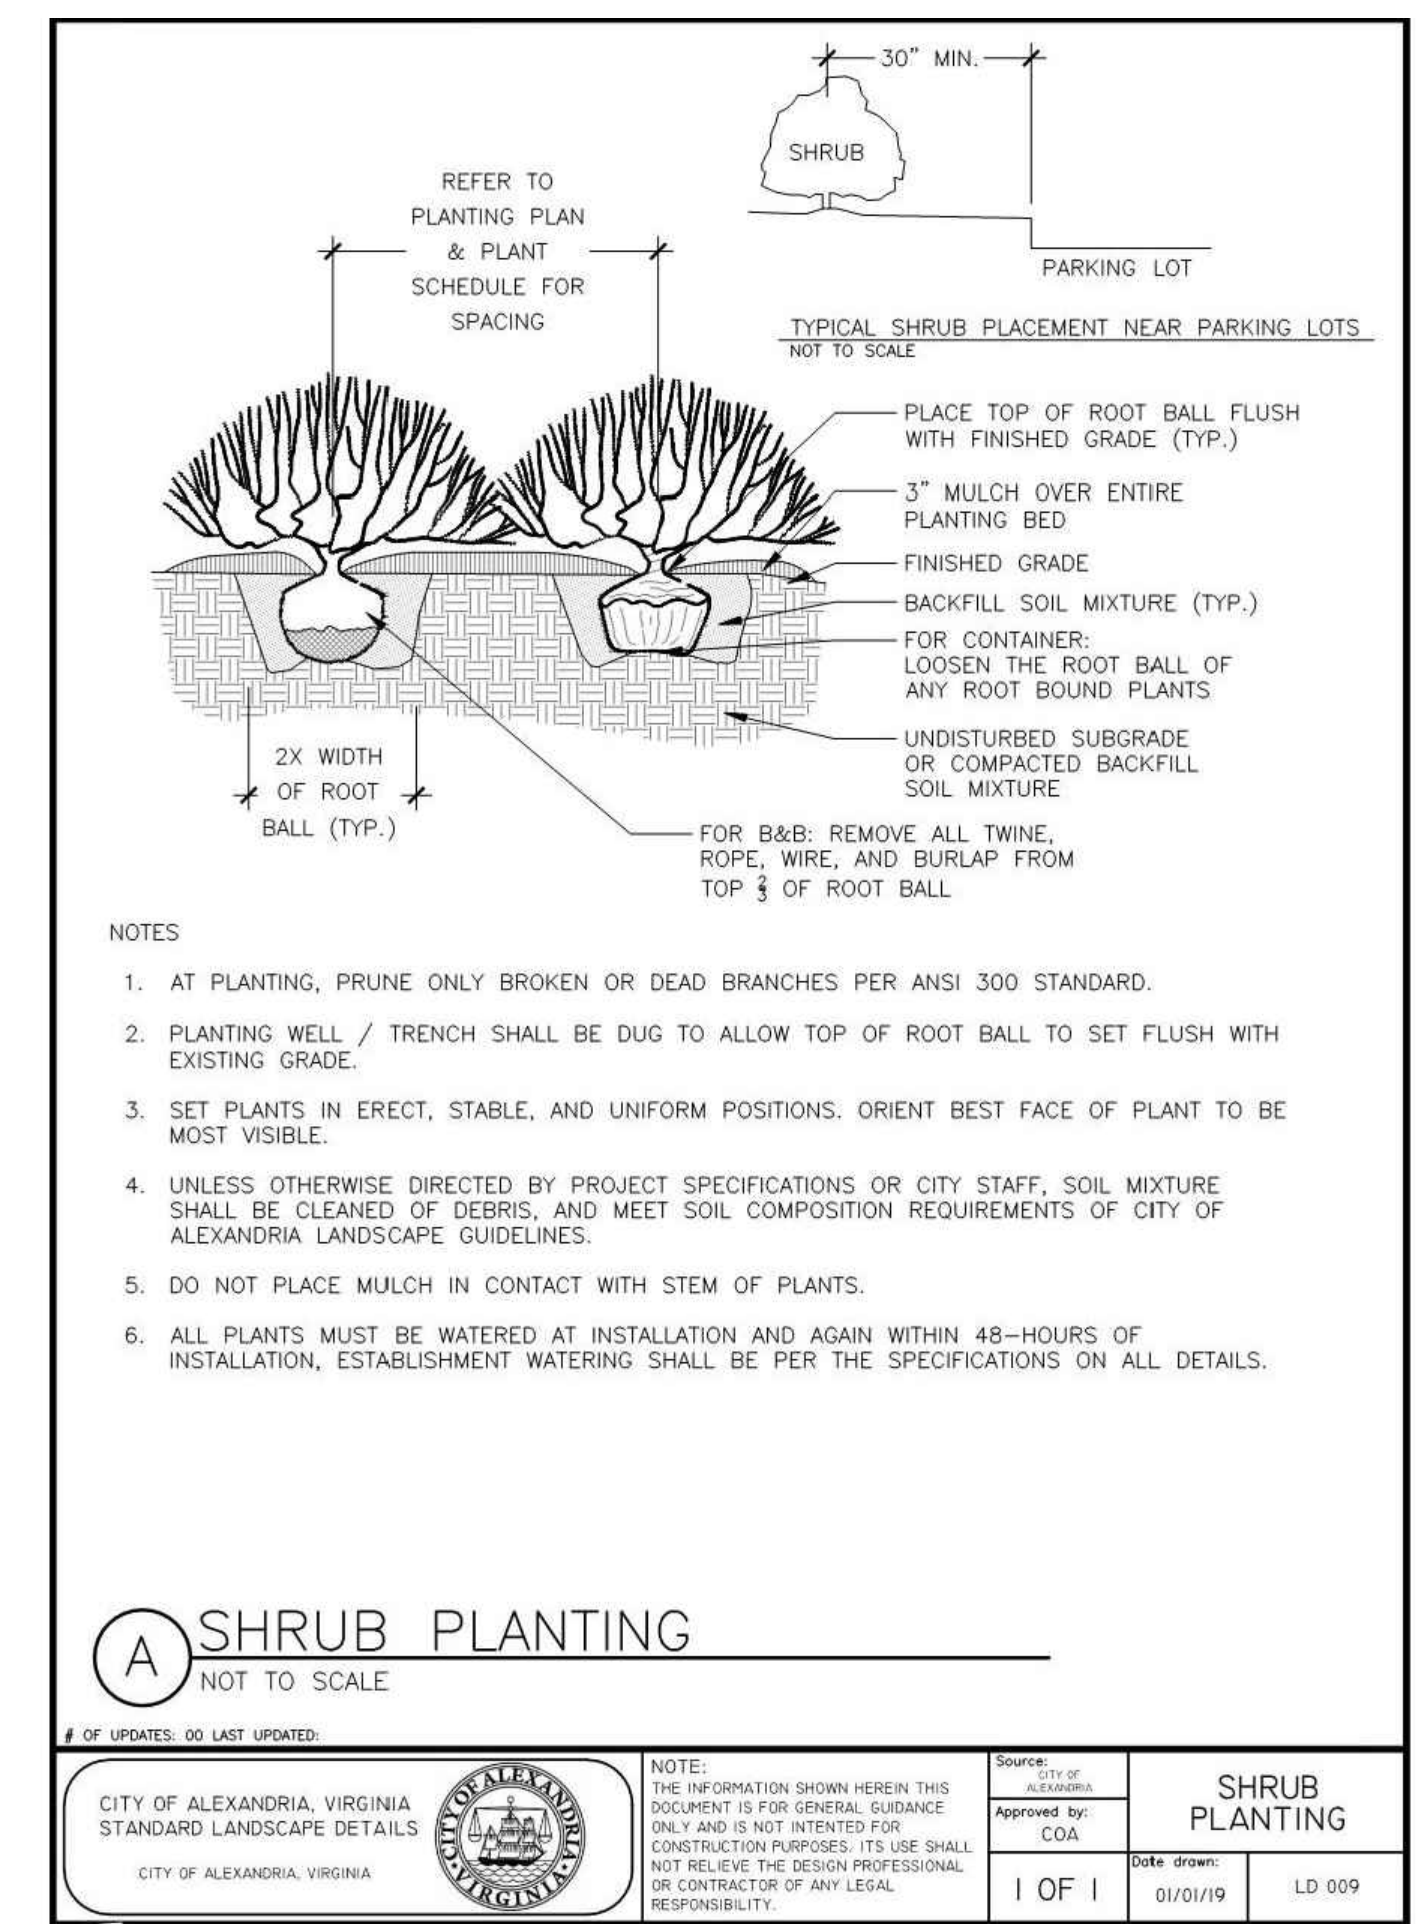 30" MIN.
SHRUB
PARKING LOT
TYPICAL SHRUB PLACEMENT NEAR PARKING LOTS
NOT TO SCALE
REFER TO
PLANTING PLAN
& PLANT
SCHEDULE FOR
SPACING
PLACE TOP OF ROOT BALL FLUSH
WITH FINISHED GRADE (TYP.)
3" MULCH OVER ENTIRE
PLANTING BED
FINISHED GRADE
BACKFILL SOIL MIXTURE (TYP.)
FOR CONTAINER:
LOOSEN THE ROOT BALL OF
ANY ROOT BOUND PLANTS
UNDISTURBED SUBGRADE
OR COMPACTED BACKFILL
SOIL MIXTURE
2X WIDTH
OF ROOT
BALL (TYP.)
FOR B&B: REMOVE ALL TWINE,
ROPE, WIRE, AND BURLAP FROM
TOP 2/3 OF ROOT BALL
NOTES
1. AT PLANTING, PRUNE ONLY BROKEN OR DEAD BRANCHES PER ANSI 300 STANDARD.
2. PLANTING WELL / TRENCH SHALL BE DUG TO ALLOW TOP OF ROOT BALL TO SET FLUSH WITH
EXISTING GRADE.
3. SET PLANTS IN ERECT, STABLE, AND UNIFORM POSITIONS. ORIENT BEST FACE OF PLANT TO BE
MOST VISIBLE.
4. UNLESS OTHERWISE DIRECTED BY PROJECT SPECIFICATIONS OR CITY STAFF, SOIL MIXTURE
SHALL BE CLEANED OF DEBRIS, AND MEET SOIL COMPOSITION REQUIREMENTS OF CITY OF
ALEXANDRIA LANDSCAPE GUIDELINES.
5. DO NOT PLACE MULCH IN CONTACT WITH STEM OF PLANTS.
6. ALL PLANTS MUST BE WATERED AT INSTALLATION AND AGAIN WITHIN 48-HOURS OF
INSTALLATION, ESTABLISHMENT WATERING SHALL BE PER THE SPECIFICATIONS ON ALL DETAILS.
A
SHRUB PLANTING
NOT TO SCALE
# OF UPDATES: 00 LAST UPDATED:
CITY OF ALEXANDRIA, VIRGINIA
STANDARD LANDSCAPE DETAILS
CITY OF ALEXANDRIA, VIRGINIA
CITY OF ALEXANDRIA
VIRGINIA
NOTE:
THE INFORMATION SHOWN HEREIN THIS
DOCUMENT IS FOR GENERAL GUIDANCE
ONLY AND IS NOT INTENTED FOR
CONSTRUCTION PURPOSES. ITS USE SHALL
NOT RELIEVE THE DESIGN PROFESSIONAL
OR CONTRACTOR OF ANY LEGAL
RESPONSIBILITY.
Source:
CITY OF
ALEXANDRIA
Approved by:
COA
1 OF 1
SHRUB
PLANTING
Date drawn:
01/01/19
LD 009